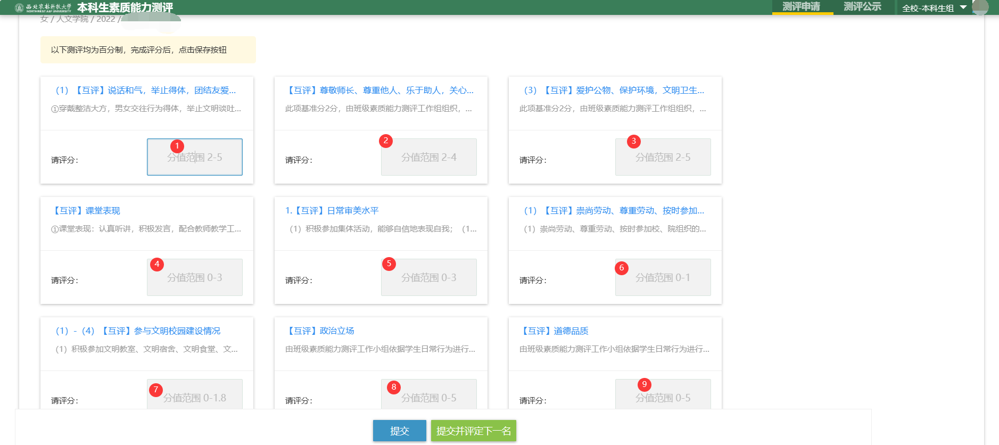 西北农林科技大学 本科生素质能力测评 测评申请 测评公示 全校-本科生组
NORTHWEST A&F UNIVERSITY
女 / 人文学院 / 2022 /
以下测评均为百分制，完成评分后，点击保存按钮
（1）【互评】说话和气，举止得体，团结友爱...
①穿戴整洁大方，男女交往行为得体，举止文明谈吐...
请评分：
1
分值范围 2-5
【互评】尊敬师长、尊重他人、乐于助人，关心...
此项基准分2分，由班级素质能力测评工作组组织，...
请评分：
2
分值范围 2-4
（3）【互评】爱护公物、保护环境，文明卫生...
此项基准分2分，由班级素质能力测评工作组组织，...
请评分：
3
分值范围 2-5
【互评】课堂表现
①课堂表现：认真听讲，积极发言，配合教师教学工...
请评分：
4
分值范围 0-3
1.【互评】日常审美水平
（1）积极参加集体活动，能够自信地表现自我；（1...
请评分：
5
分值范围 0-3
（1）【互评】崇尚劳动、尊重劳动、按时参加...
（1）崇尚劳动、尊重劳动、按时参加校、院组织的...
请评分：
6
分值范围 0-1
（1）-（4）【互评】参与文明校园建设情况
（1）积极参加文明教室、文明宿舍、文明食堂、文...
请评分：
7
分值范围 0-1.8
【互评】政治立场
由班级素质能力测评工作小组依据学生日常行为进行...
请评分：
8
分值范围 0-5
【互评】道德品质
由班级素质能力测评工作小组依据学生日常行为进行...
请评分：
9
分值范围 0-5
提交 提交并评定下一名